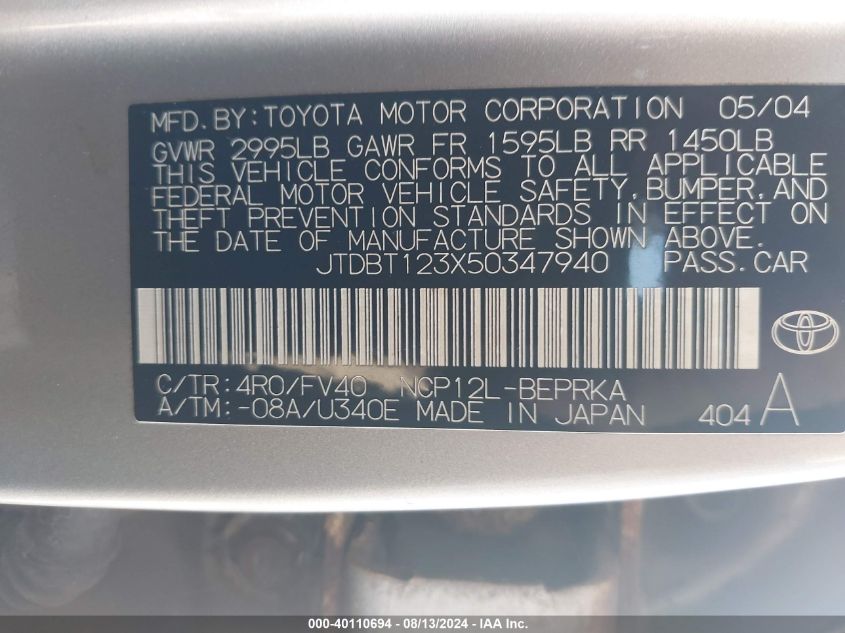 MFD.BY:TOYOTA MOTOR CORPORATION 05/04
GVWR 2995LB GAWR FR 1595LB RR 1450LB
THIS VEHICLE CONFORMS TO ALL APPLICABLE
FEDERAL MOTOR VEHICLE SAFETY,BUMPER,AND
THEFT PREVENTION STANDARDS IN EFFECT ON
THE DATE OF MANUFACTURE SHOWN ABOVE.
JTDBT123X50347940 PASS.CAR
C/TR:4R0/FV40 NCP12L-BEPRKA
A/TM:-08A/U340E MADE IN JAPAN 404 A
000-40110694 - 08/13/2024 - IAA Inc.